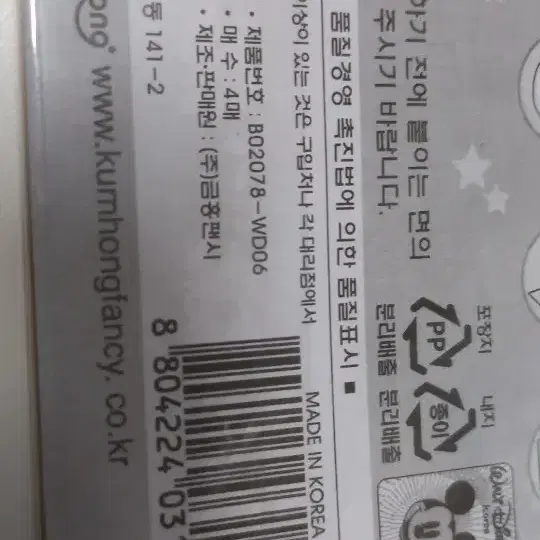 하기 전에 붙이는 면의
주시기 바랍니다.
품질경영 촉진법에 의한 품질표시 ■
이상이 있는 것은 구입처나 각 대리점에서
• 제품번호 : B02078-WD06
• 매 수 : 4매
• 제조·판매원 : (주)금홍팬시
동 141-2
ong www.kumhongfancy.co.kr
포장지
PP
분리배출
내지
종이
분리배출
MADE IN KOREA
8 804224 03